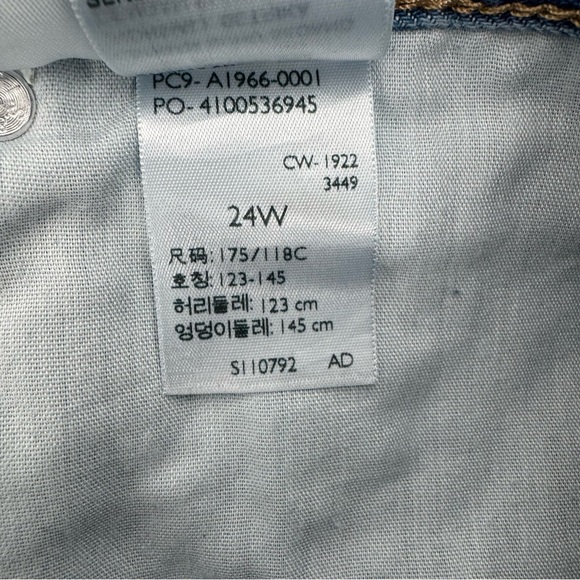 PC9- A1966-0001
PO- 4100536945
CW- 1922
3449
24W
尺码: 175/118C
호칭: 123-145
허리둘레: 123 cm
엉덩이둘레: 145 cm
S110792 AD